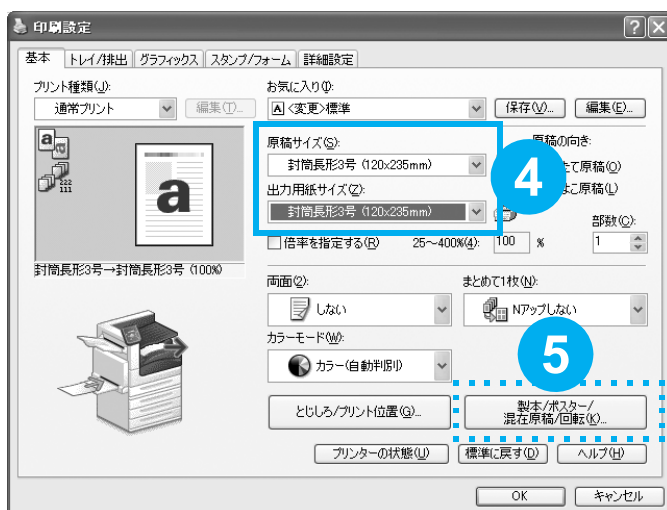 印刷設定
基本 トレイ/排出 グラフィックス スタンプ/フォーム 詳細設定
プリント種類(J):
通常プリント 編集(T)...
お気に入り(I):
A <変更>標準 保存(V)... 編集(E)...
a
222
111
a
封筒長形3号→封筒長形3号 (100%)
原稿サイズ(S):
封筒長形3号 (120x235mm)
出力用紙サイズ(Z):
封筒長形3号 (120x235mm)
4
原稿の向き:
たて原稿(O)
よこ原稿(L)
倍率を指定する(R) 25～400%(4): 100 %
部数(C):
1
両面(2):
しない
まとめて1枚(N):
Nアップしない
カラーモード(W):
カラー(自動判別)
5
とじしろ/プリント位置(G)...
製本/ポスター/
混在原稿/回転(K)...
プリンターの状態(U) 標準に戻す(D) ヘルプ(H)
OK キャンセル